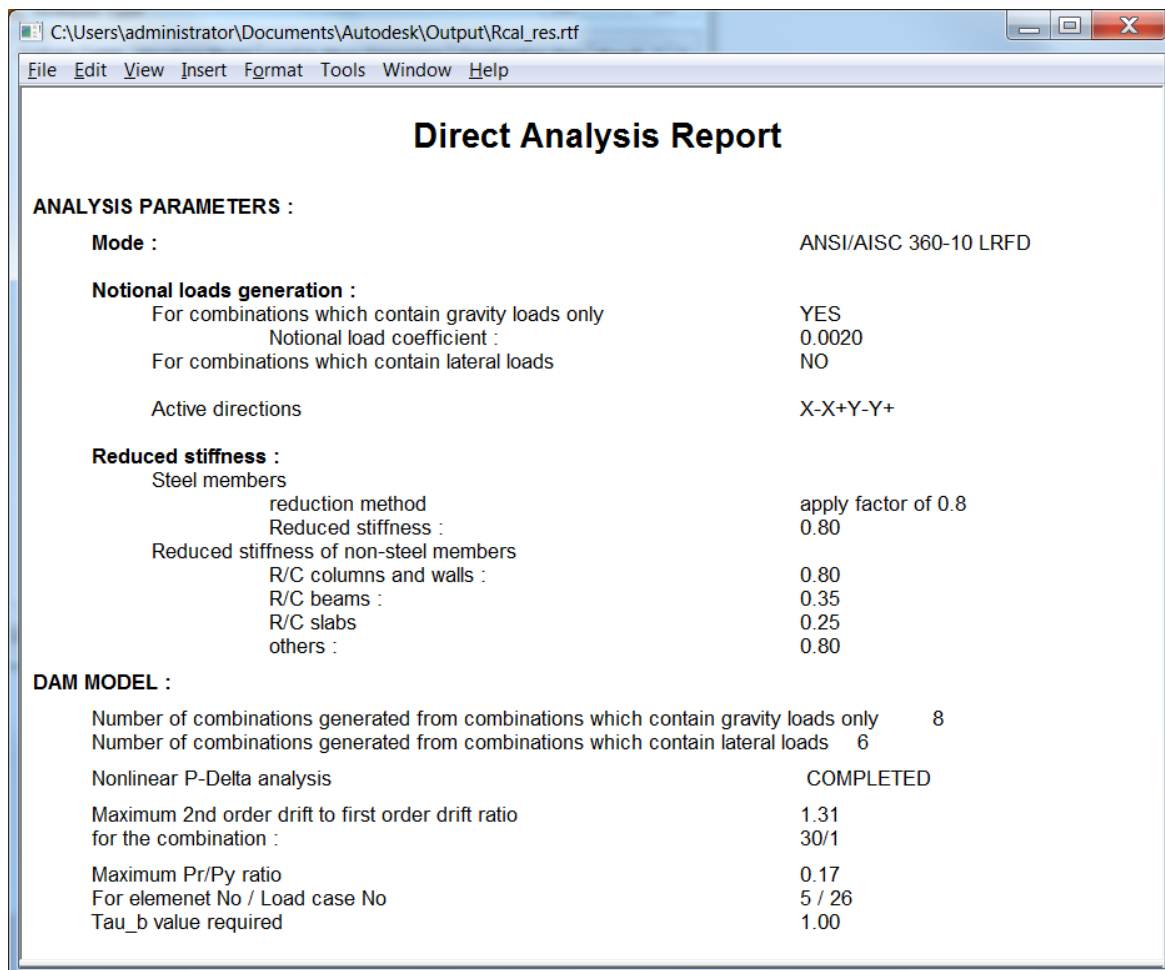 C:\Users\administrator\Documents\Autodesk\Output\Rcal_res.rtf
File Edit View Insert Format Tools Window Help
Direct Analysis Report
ANALYSIS PARAMETERS :
Mode : ANSI/AISC 360-10 LRFD
Notional loads generation :
For combinations which contain gravity loads only YES
Notional load coefficient : 0.0020
For combinations which contain lateral loads NO
Active directions X-X+Y-Y+
Reduced stiffness :
Steel members
reduction method apply factor of 0.8
Reduced stiffness : 0.80
Reduced stiffness of non-steel members
R/C columns and walls : 0.80
R/C beams : 0.35
R/C slabs 0.25
others : 0.80
DAM MODEL :
Number of combinations generated from combinations which contain gravity loads only 8
Number of combinations generated from combinations which contain lateral loads 6
Nonlinear P-Delta analysis COMPLETED
Maximum 2nd order drift to first order drift ratio 1.31
for the combination : 30/1
Maximum Pr/Py ratio 0.17
For elemenet No / Load case No 5 / 26
Tau_b value required 1.00